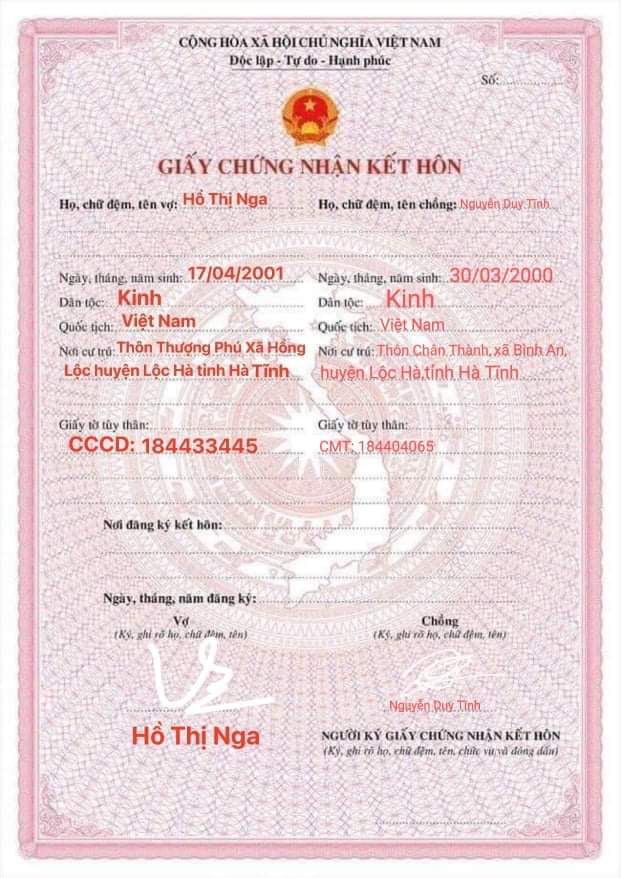 CỘNG HÒA XÃ HỘI CHỦ NGHĨA VIỆT NAM
Độc lập - Tự do - Hạnh phúc
Số:
GIẤY CHỨNG NHẬN KẾT HÔN
Họ, chữ đệm, tên vợ: Hồ Thị Nga
Họ, chữ đệm, tên chồng: Nguyễn Duy Tĩnh
Ngày, tháng, năm sinh: 17/04/2001
Ngày, tháng, năm sinh: 30/03/2000
Dân tộc: Kinh
Dân tộc: Kinh
Quốc tịch: Việt Nam
Quốc tịch: Việt Nam
Nơi cư trú: Thôn Thượng Phú Xã Hồng
Lộc huyện Lộc Hà tỉnh Hà Tĩnh
Nơi cư trú: Thôn Chân Thành, xã Bình An,
huyện Lộc Hà, tỉnh Hà Tĩnh
Giấy tờ tùy thân:
CCCD: 184433445
Giấy tờ tùy thân:
CMT: 184404065
Nơi đăng ký kết hôn:
Ngày, tháng, năm đăng ký:
Vợ
(Ký, ghi rõ họ, chữ đệm, tên)
Chồng
(Ký, ghi rõ họ, chữ đệm, tên)
Hồ Thị Nga
Nguyễn Duy Tĩnh
NGƯỜI KÝ GIẤY CHỨNG NHẬN KẾT HÔN
(Ký, ghi rõ họ, chữ đệm, tên, chức vụ và đóng dấu)